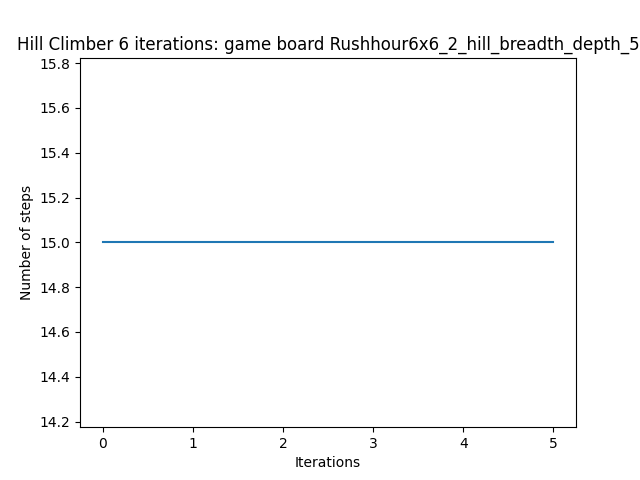 Hill Climber 6 iterations: game board Rushhour6x6_2_hill_breadth_depth_5
15.8
15.6
15.4
15.2
15.0
14.8
14.6
14.4
14.2
Number of steps
0 1 2 3 4 5
Iterations